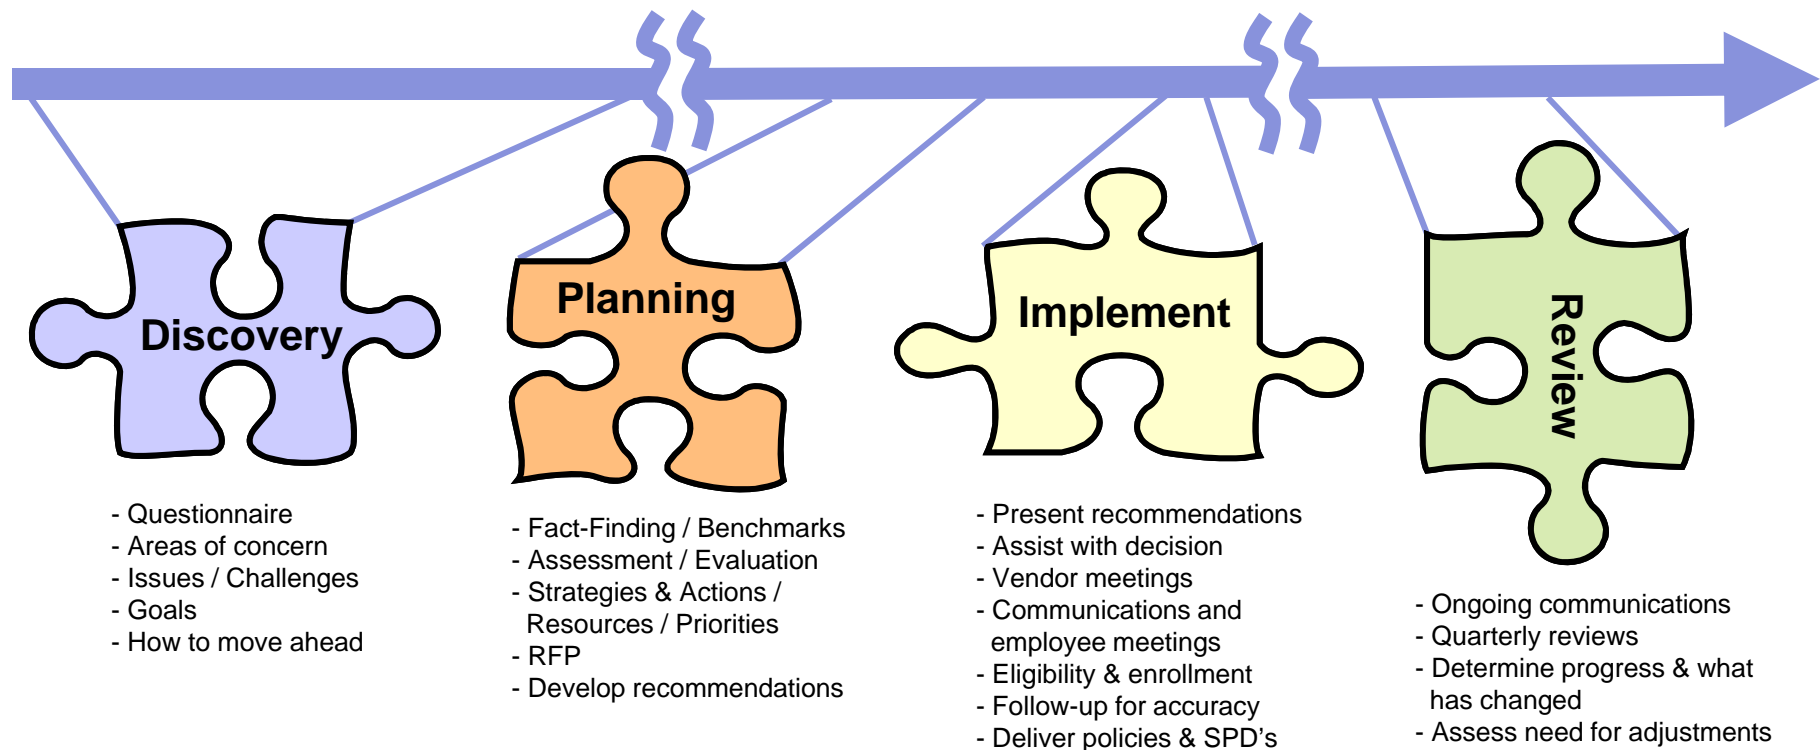 Discovery
- Questionnaire
- Areas of concern
- Issues / Challenges
- Goals
- How to move ahead
Planning
- Fact-Finding / Benchmarks
- Assessment / Evaluation
- Strategies & Actions /
Resources / Priorities
- RFP
- Develop recommendations
Implement
- Present recommendations
- Assist with decision
- Vendor meetings
- Communications and
employee meetings
- Eligibility & enrollment
- Follow-up for accuracy
- Deliver policies & SPD’s
Review
- Ongoing communications
- Quarterly reviews
- Determine progress & what
has changed
- Assess need for adjustments